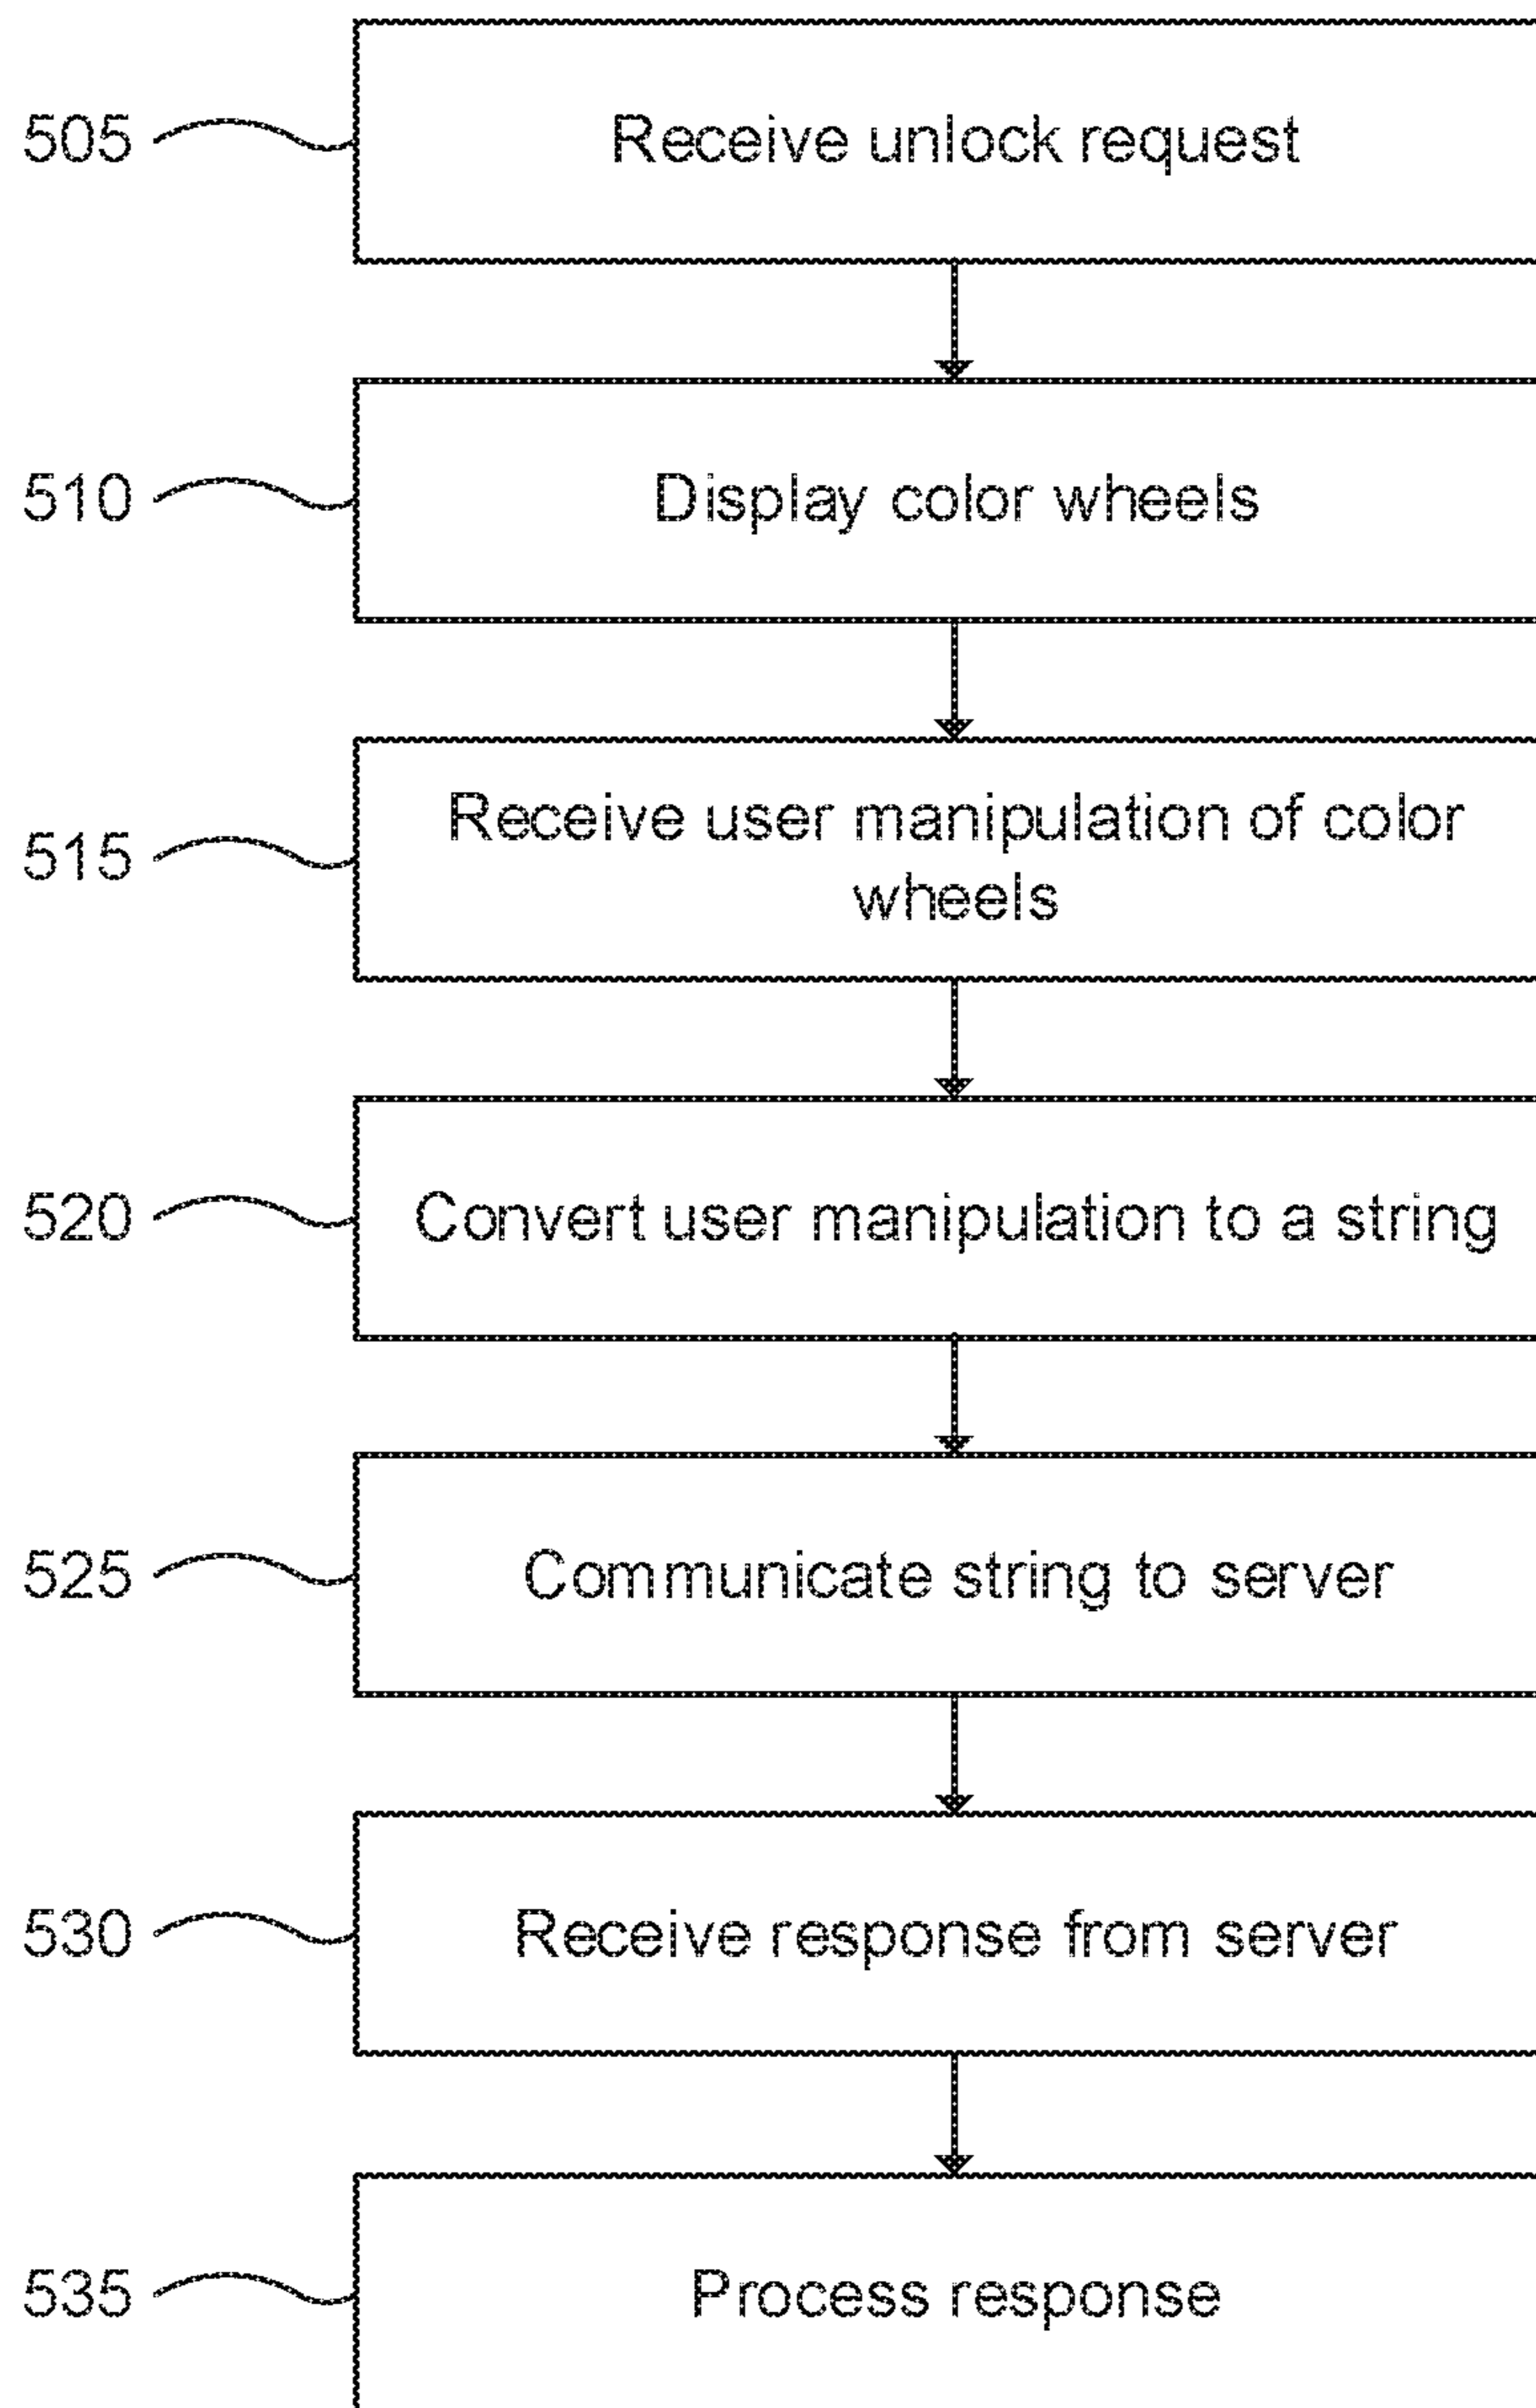 505
Receive unlock request
510
Display color wheels
515
Receive user manipulation of color
wheels
520
Convert user manipulation to a string
525
Communicate string to server
530
Receive response from server
535
Process response